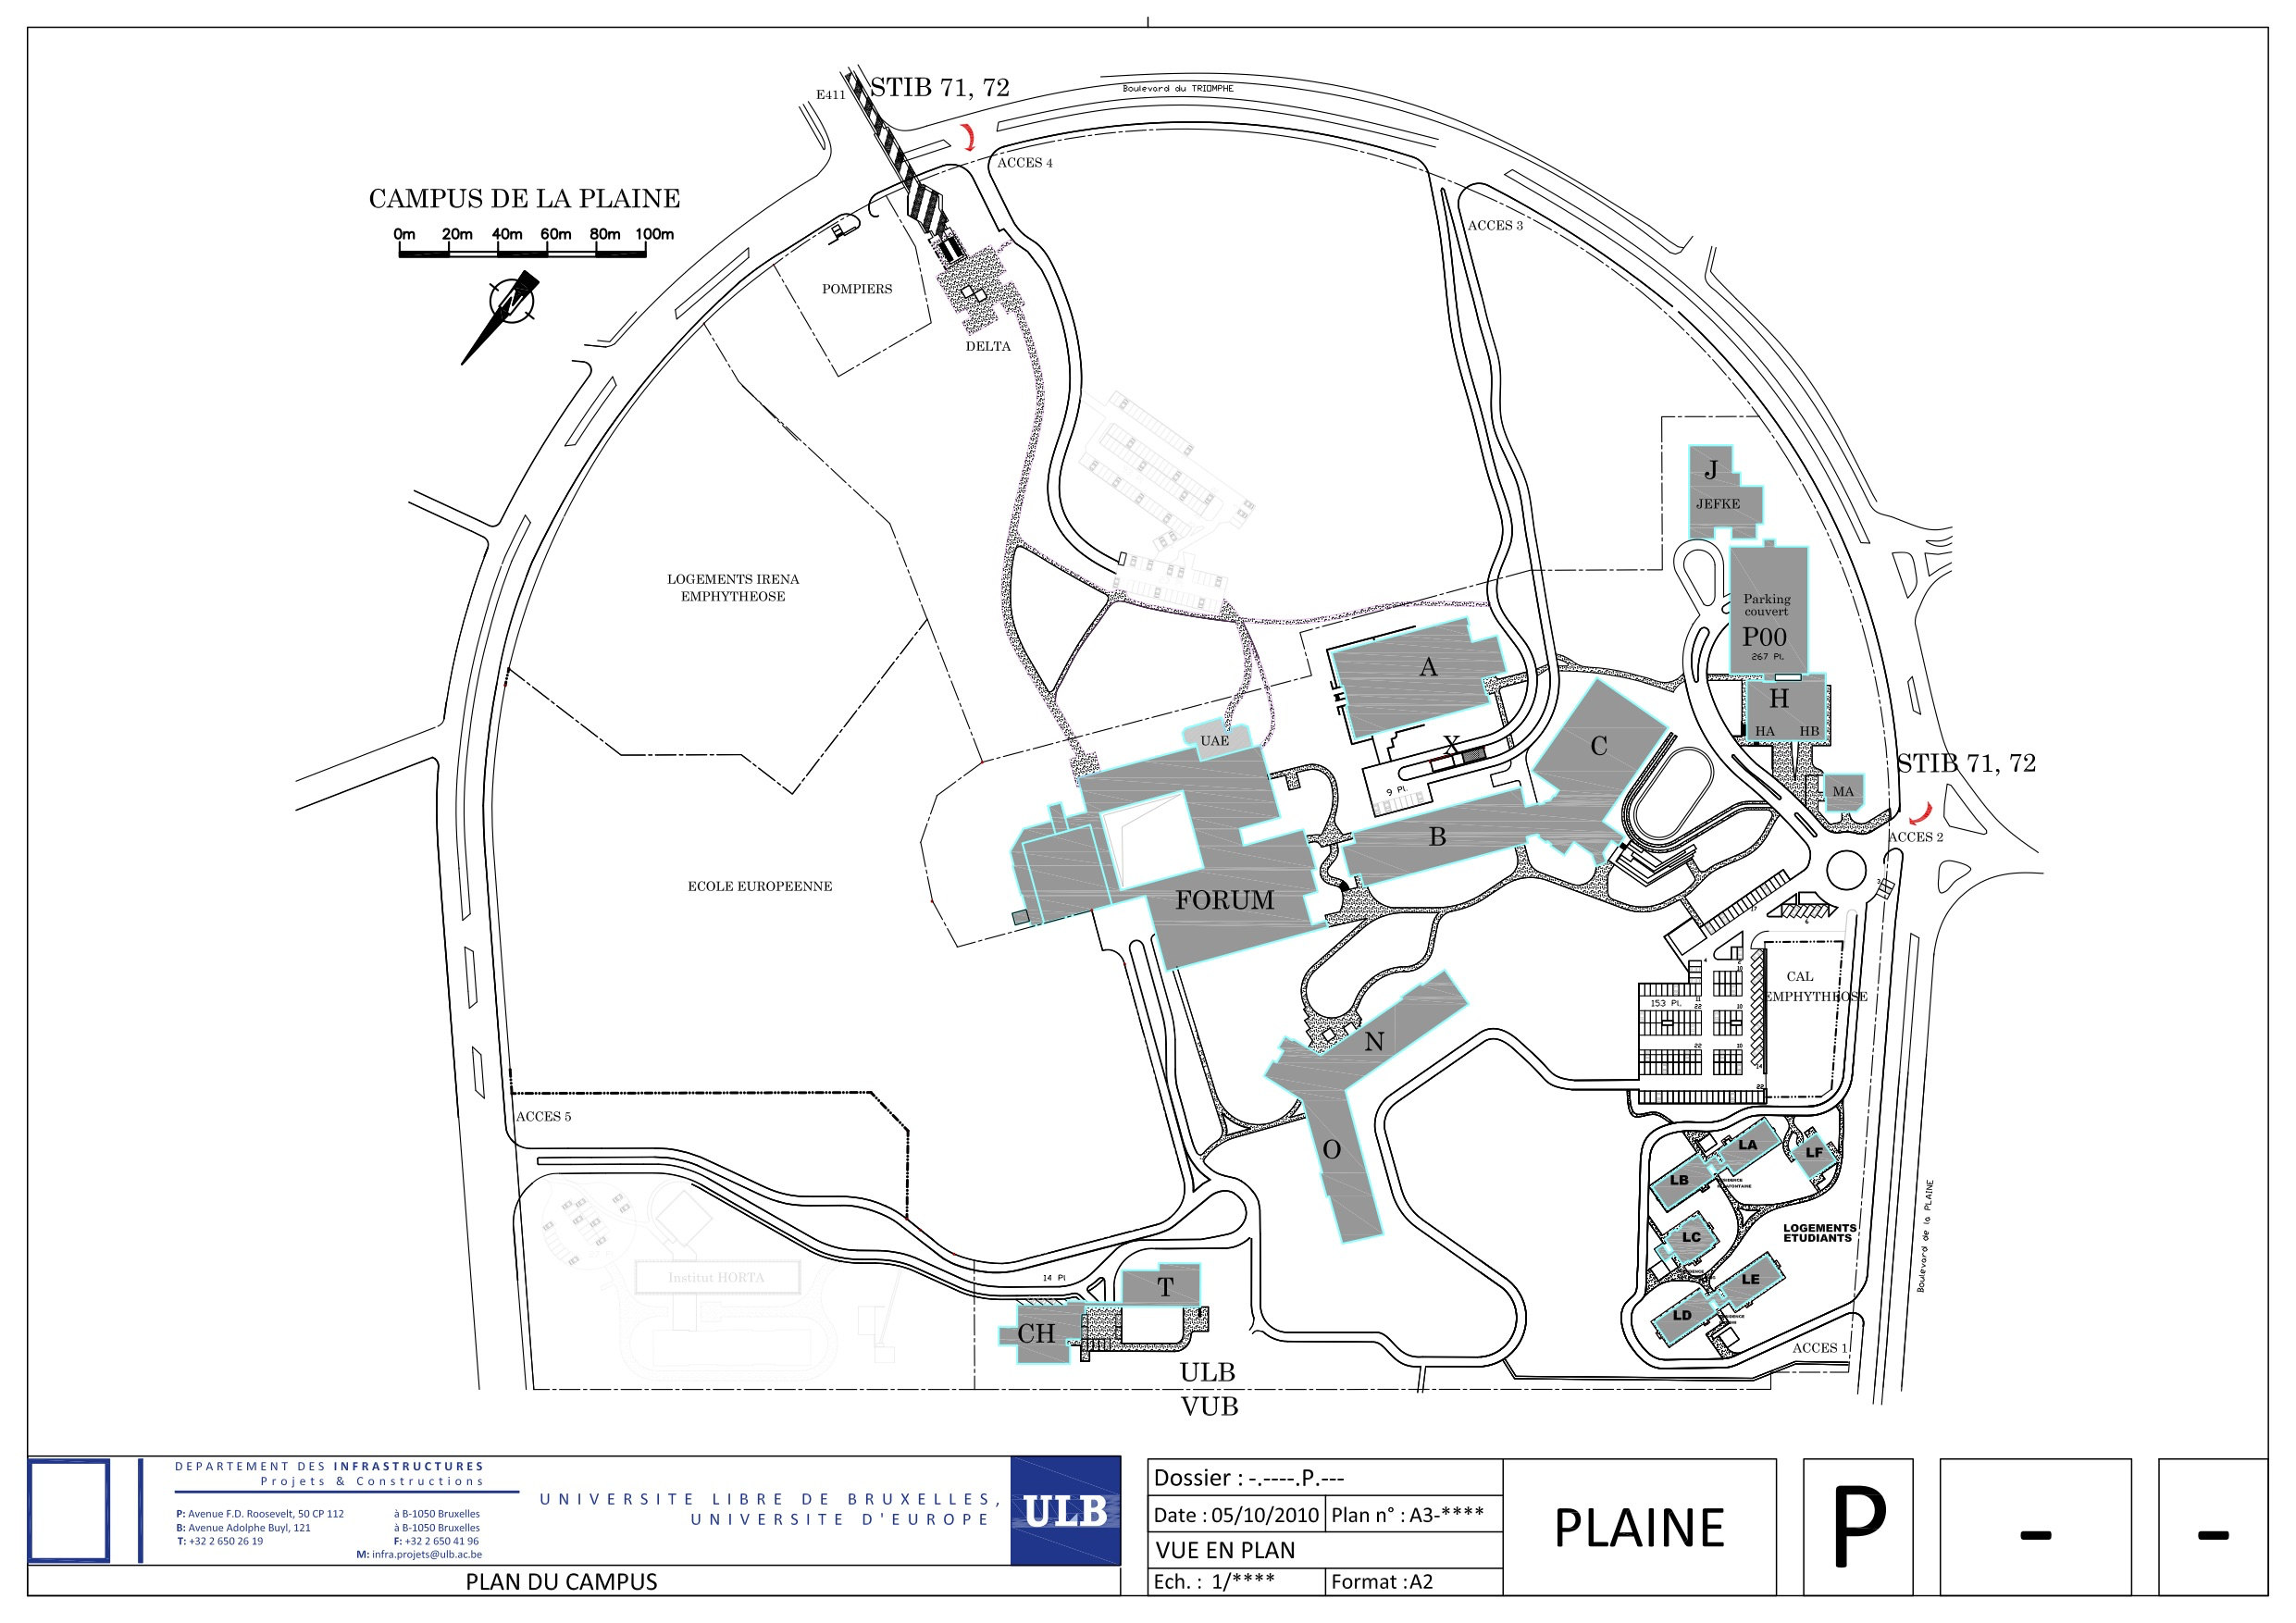 STIB 71, 72
E411
Boulevard du TRIOMPHE
ACCES 4
CAMPUS DE LA PLAINE
0m 20m 40m 60m 80m 100m
ACCES 3
POMPIERS
DELTA
J
JEFKE
LOGEMENTS IRENA
EMPHYTHEOSE
Parking
couvert
P00
267 Pl.
A
H
HA HB
UAE
X
C
STIB 71, 72
9 Pl.
MA
B
ACCES 2
ECOLE EUROPEENNE
FORUM
CAL
EMPHYTHEOSE
153 Pl.
N
ACCES 5
O
LA
LF
LB
LOGEMENTS
ETUDIANTS
LC
Boulevard de la PLAINE
Institut HORTA
14 Pl
T
LE
LD
CH
ACCES 1
ULB
VUB
DEPARTEMENT DES INFRASTRUCTURES
Projets & Constructions
P: Avenue F.D. Roosevelt, 50 CP 112 à B-1050 Bruxelles
B: Avenue Adolphe Buyl, 121 à B-1050 Bruxelles
T: +32 2 650 26 19 F: +32 2 650 41 96
M: infra.projets@ulb.ac.be
UNIVERSITE LIBRE DE BRUXELLES,
UNIVERSITE D'EUROPE
ULB
PLAN DU CAMPUS
Dossier : -.----.P.---
Date : 05/10/2010 Plan n° : A3-****
VUE EN PLAN
Ech. : 1/**** Format :A2
PLAINE
P
-
-